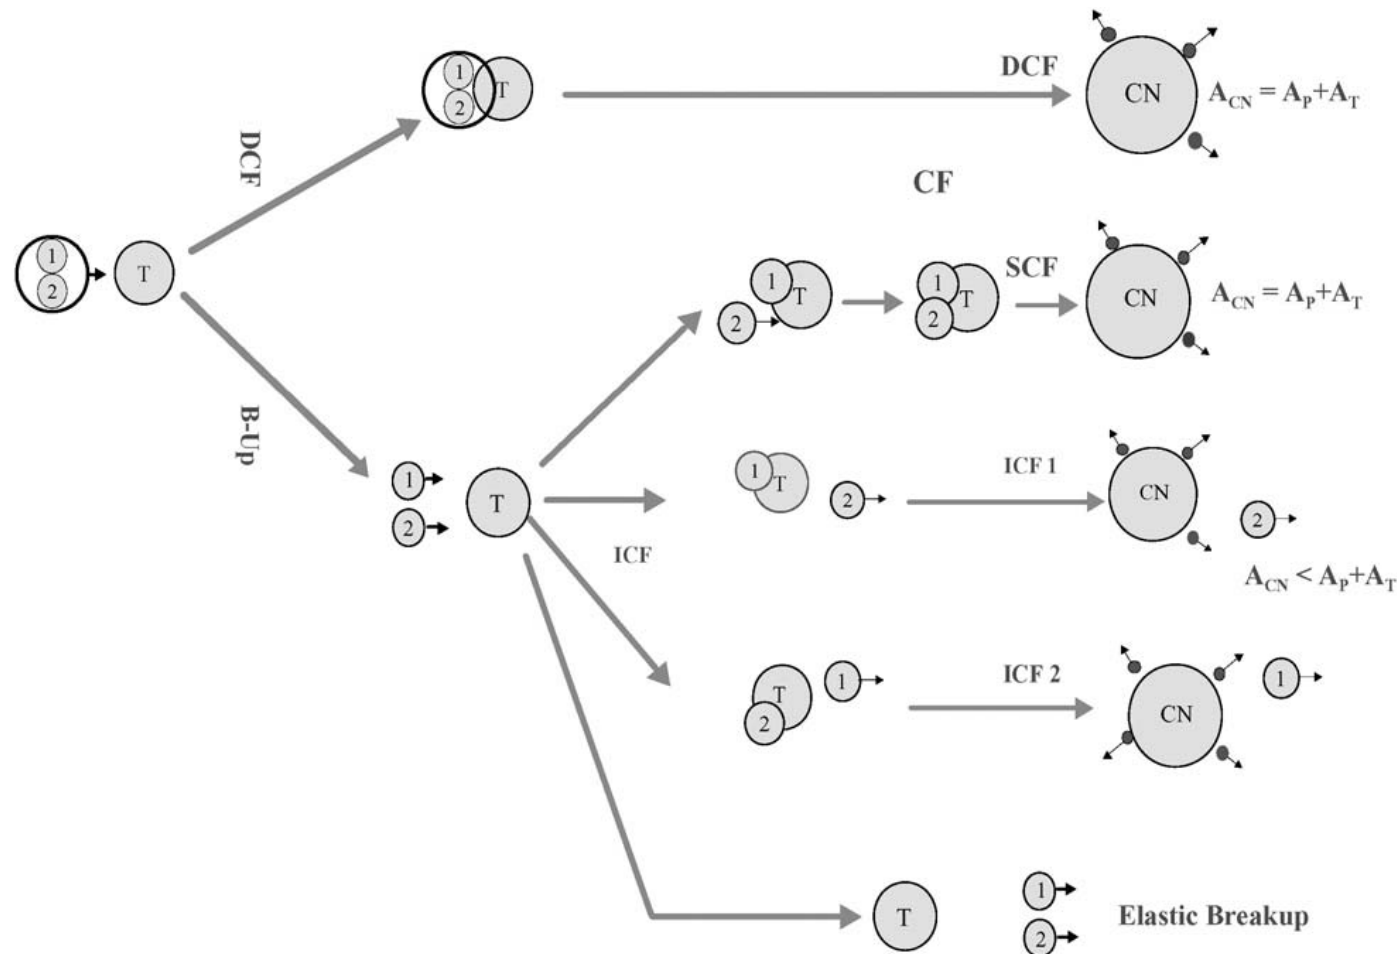 1
2
T
DCF
DCF
CN
A_CN = A_P+A_T
CF
1
2
T
1
2
T
1
2
T
SCF
CN
A_CN = A_P+A_T
B-Up
1
2
T
ICF
1
T
2
ICF 1
CN
2
A_CN < A_P+A_T
T
2
1
ICF 2
CN
1
T
1
2
Elastic Breakup